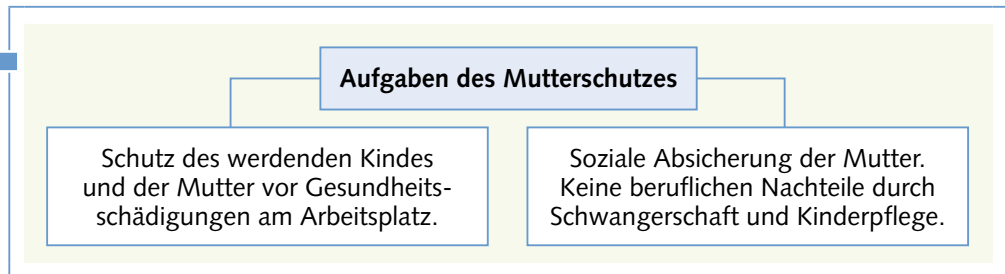 Aufgaben des Mutterschutzes
Schutz des werdenden Kindes
und der Mutter vor Gesundheits-
schädigungen am Arbeitsplatz.
Soziale Absicherung der Mutter.
Keine beruflichen Nachteile durch
Schwangerschaft und Kinderpflege.